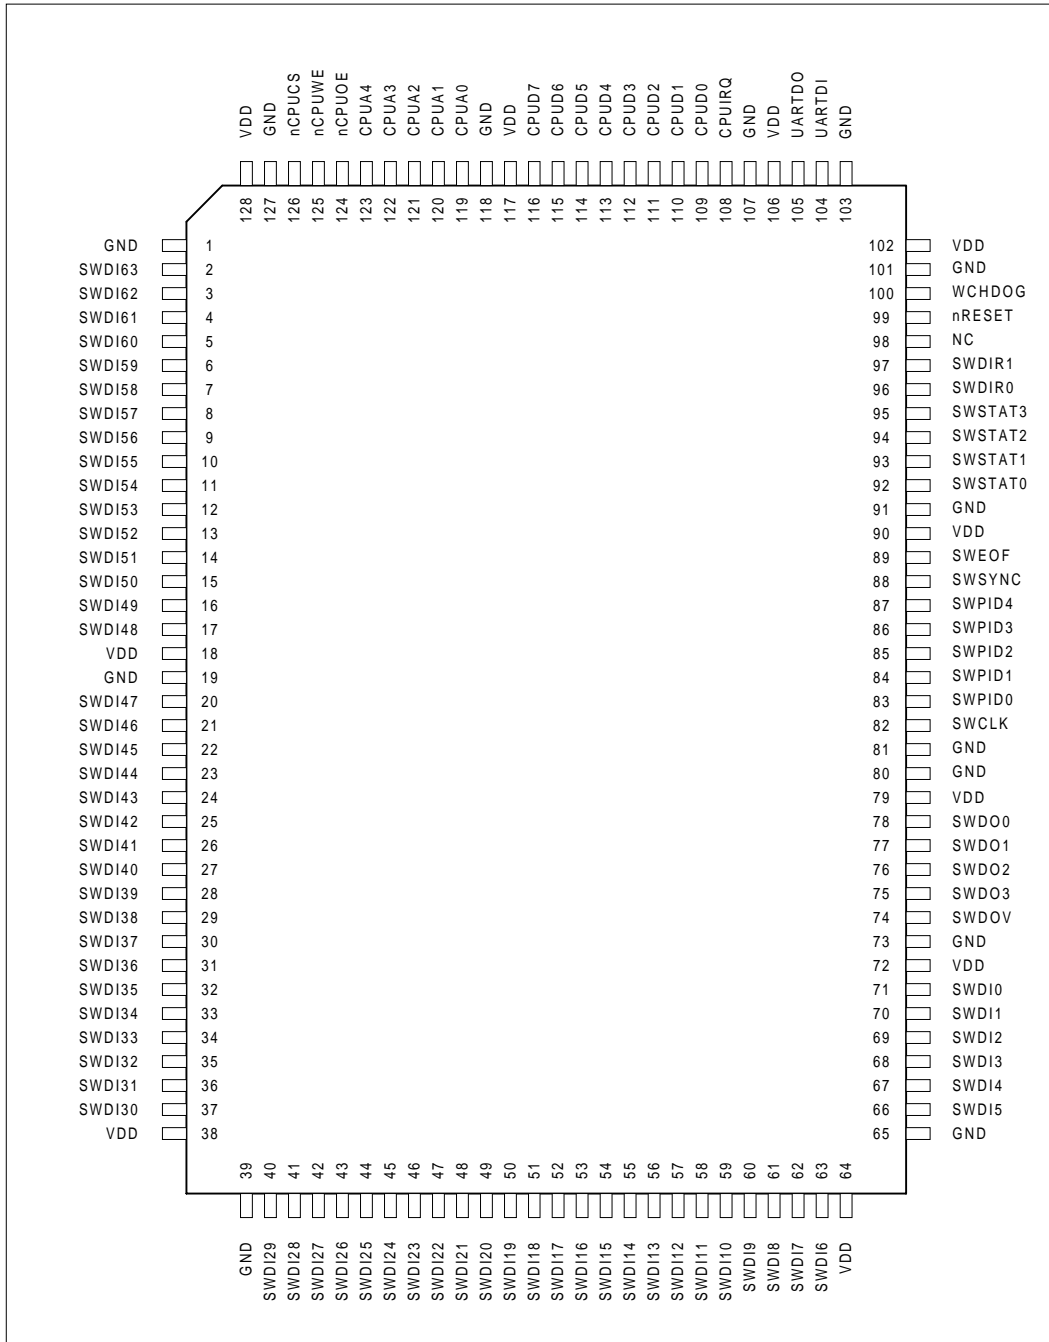 VDD
GND
nCPUCS
nCPUWE
nCPUOE
CPUA4
CPUA3
CPUA2
CPUA1
CPUA0
GND
VDD
CPUD7
CPUD6
CPUD5
CPUD4
CPUD3
CPUD2
CPUD1
CPUD0
CPUIRQ
GND
VDD
UARTDO
UARTDI
GND
128
127
126
125
124
123
122
121
120
119
118
117
116
115
114
113
112
111
110
109
108
107
106
105
104
103
GND 1 102 VDD
SWDI63 2 101 GND
SWDI62 3 100 WCHDOG
SWDI61 4 99 nRESET
SWDI60 5 98 NC
SWDI59 6 97 SWDIR1
SWDI58 7 96 SWDIR0
SWDI57 8 95 SWSTAT3
SWDI56 9 94 SWSTAT2
SWDI55 10 93 SWSTAT1
SWDI54 11 92 SWSTAT0
SWDI53 12 91 GND
SWDI52 13 90 VDD
SWDI51 14 89 SWEOF
SWDI50 15 88 SWSYNC
SWDI49 16 87 SWPID4
SWDI48 17 86 SWPID3
VDD 18 85 SWPID2
GND 19 84 SWPID1
SWDI47 20 83 SWPID0
SWDI46 21 82 SWCLK
SWDI45 22 81 GND
SWDI44 23 80 GND
SWDI43 24 79 VDD
SWDI42 25 78 SWDO0
SWDI41 26 77 SWDO1
SWDI40 27 76 SWDO2
SWDI39 28 75 SWDO3
SWDI38 29 74 SWDOV
SWDI37 30 73 GND
SWDI36 31 72 VDD
SWDI35 32 71 SWDI0
SWDI34 33 70 SWDI1
SWDI33 34 69 SWDI2
SWDI32 35 68 SWDI3
SWDI31 36 67 SWDI4
SWDI30 37 66 SWDI5
VDD 38 65 GND
39
40
41
42
43
44
45
46
47
48
49
50
51
52
53
54
55
56
57
58
59
60
61
62
63
64
GND
SWDI29
SWDI28
SWDI27
SWDI26
SWDI25
SWDI24
SWDI23
SWDI22
SWDI21
SWDI20
SWDI19
SWDI18
SWDI17
SWDI16
SWDI15
SWDI14
SWDI13
SWDI12
SWDI11
SWDI10
SWDI9
SWDI8
SWDI7
SWDI6
VDD